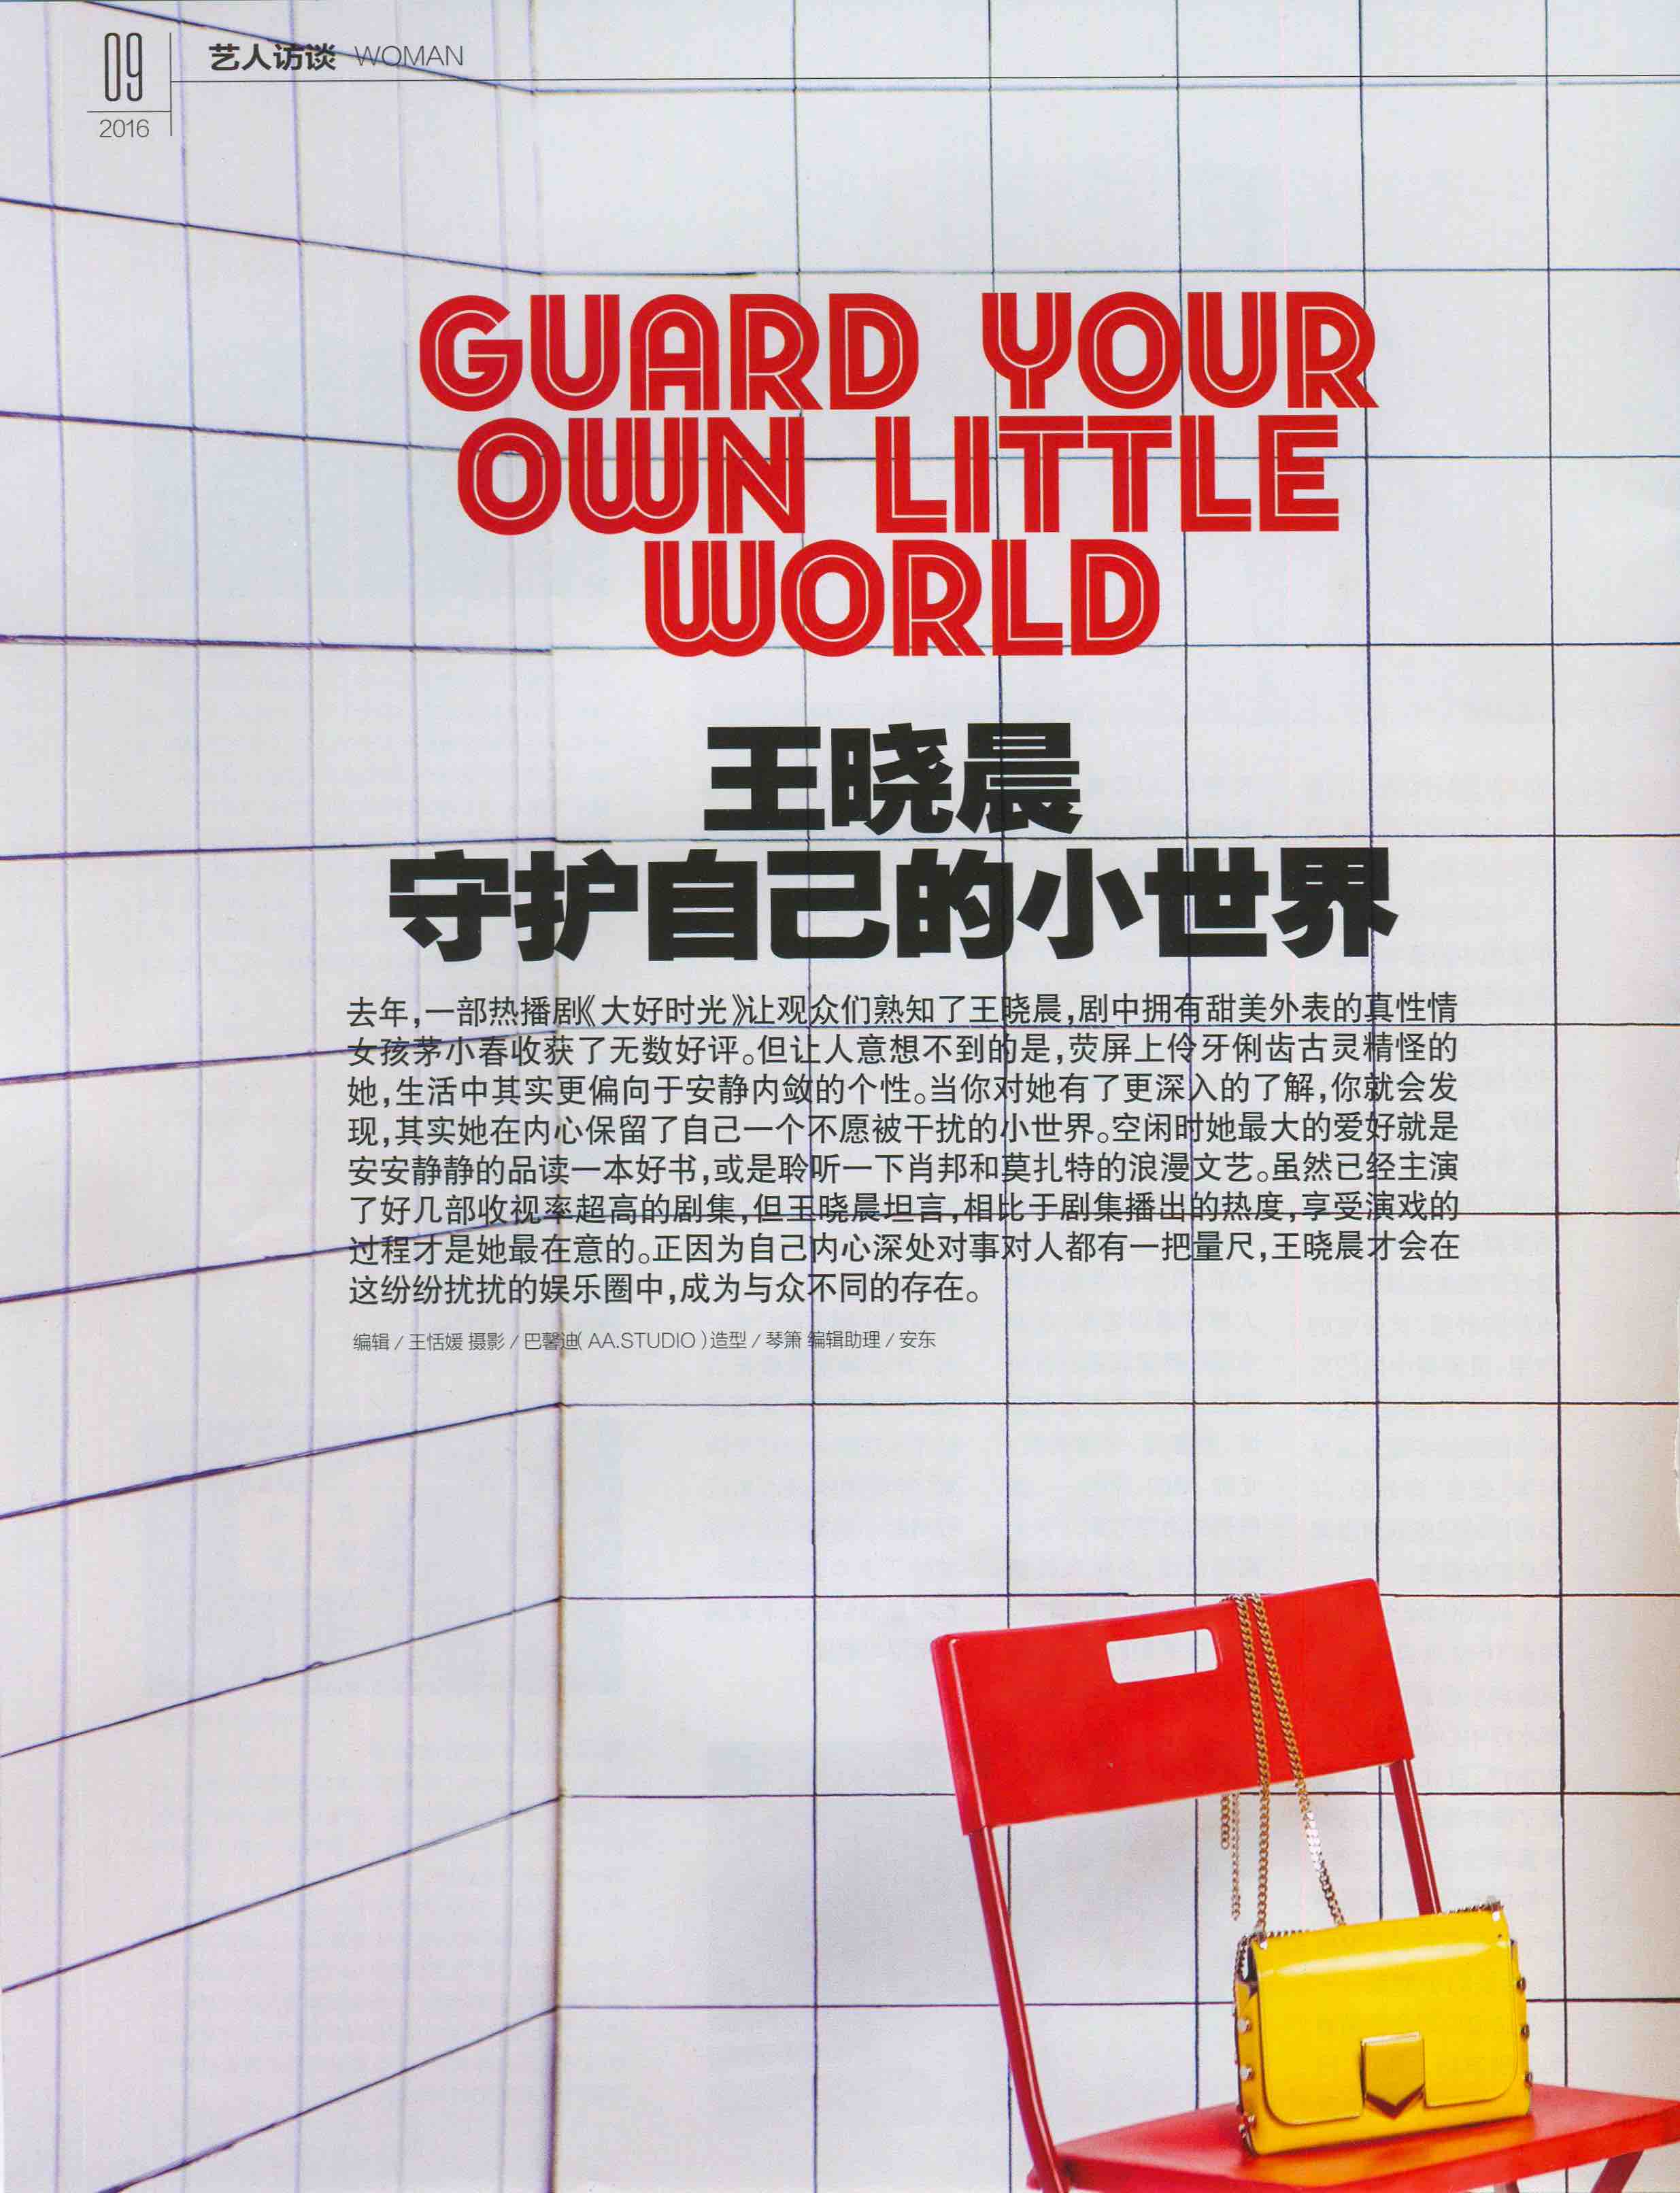 09
2016
艺人访谈 WOMAN
GUARD YOUR
OWN LITTLE
WORLD
王晓晨
守护自己的小世界
去年,一部热播剧《大好时光》让观众们熟知了王晓晨,剧中拥有甜美外表的真性情
女孩茅小春收获了无数好评。但让人意想不到的是,荧屏上伶牙俐齿古灵精怪的
她,生活中其实更偏向于安静内敛的个性。当你对她有了更深入的了解,你就会发
现,其实她在内心保留了自己一个不愿被干扰的小世界。空闲时她最大的爱好就是
安安静静的品读一本好书,或是聆听一下肖邦和莫扎特的浪漫文艺。虽然已经主演
了好几部收视率超高的剧集,但王晓晨坦言,相比于剧集播出的热度,享受演戏的
过程才是她最在意的。正因为自己内心深处对事对人都有一把量尺,王晓晨才会在
这纷纷扰扰的娱乐圈中,成为与众不同的存在。
编辑/王恬媛 摄影/巴馨迪(AA.STUDIO)造型/琴箫 编辑助理/安东